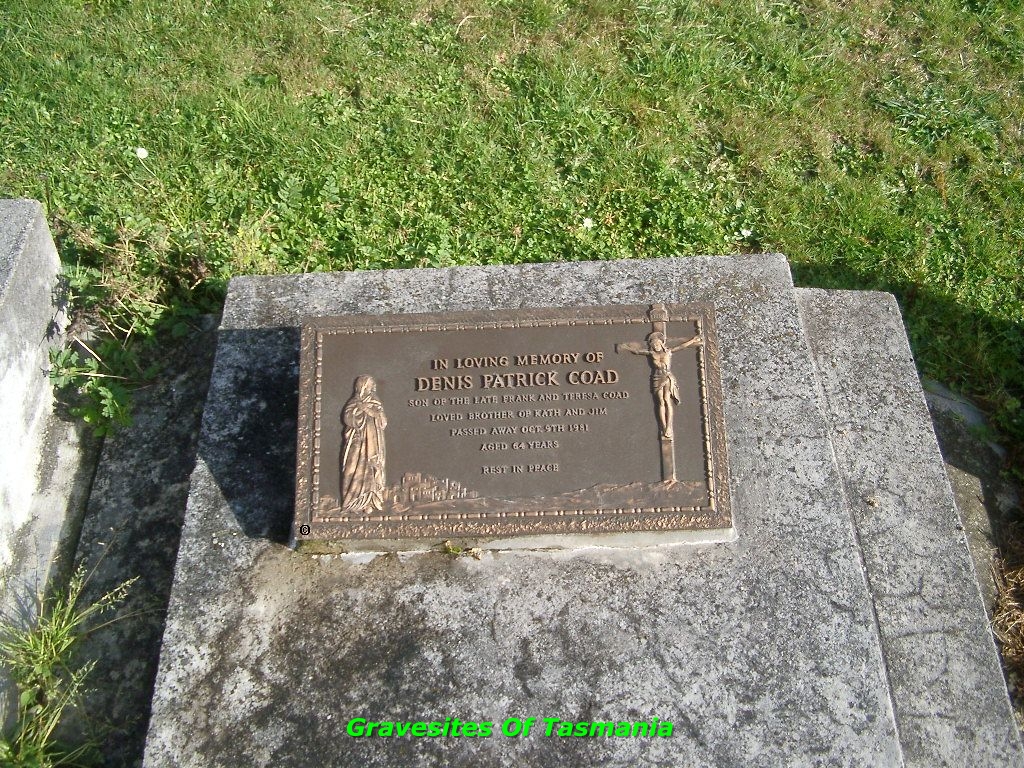 IN LOVING MEMORY OF
DENIS PATRICK COAD
SON OF THE LATE FRANK AND TERESA COAD
LOVED BROTHER OF KATH AND JIM
PASSED AWAY OCT 9TH 1981
AGED 64 YEARS
REST IN PEACE
Gravesites Of Tasmania